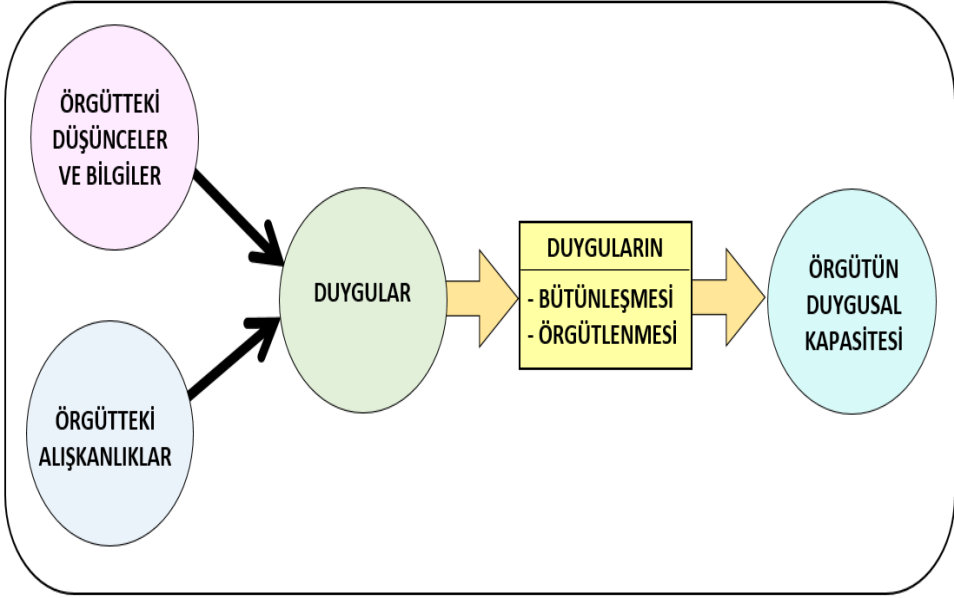 ÖRGÜTTEKİ
DÜŞÜNCELER
VE BİLGİLER
ÖRGÜTTEKİ
ALIŞKANLIKLAR
DUYGULAR
DUYGULARIN
- BÜTÜNLEŞMESİ
- ÖRGÜTLENMESİ
ÖRGÜTÜN
DUYGUSAL
KAPASİTESİ